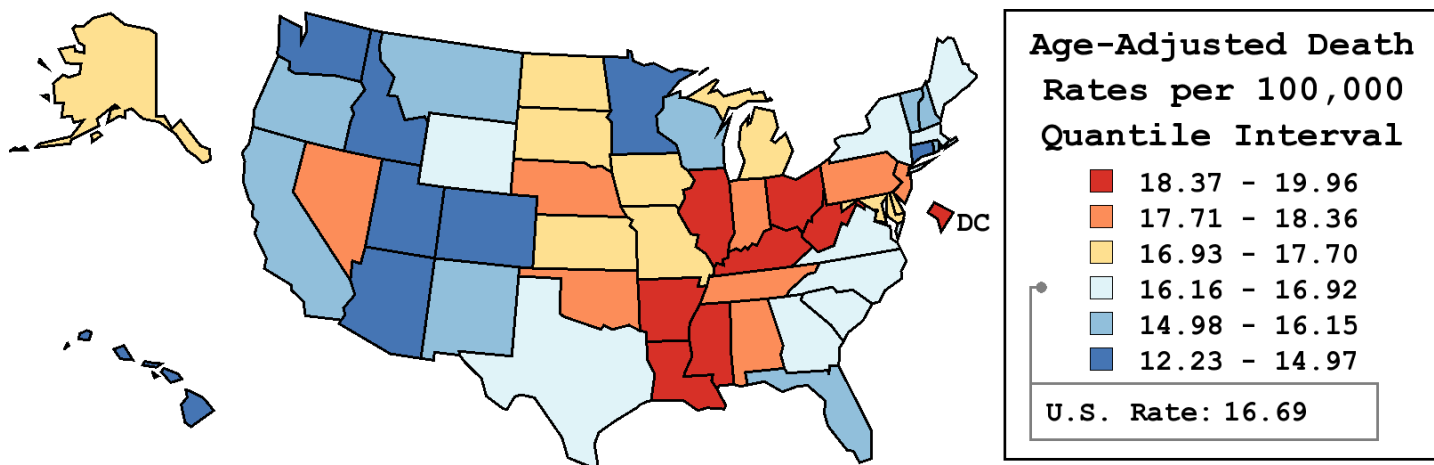 Age-Adjusted Death
Rates per 100,000
Quantile Interval
18.37 - 19.96
17.71 - 18.36
16.93 - 17.70
16.16 - 16.92
14.98 - 16.15
12.23 - 14.97
U.S. Rate: 16.69
DC